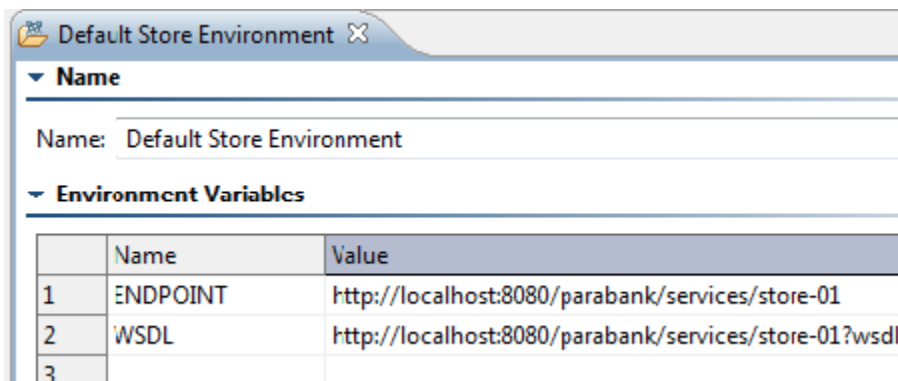 Default Store Environment
Name
Name: Default Store Environment
Environment Variables
Name Value
1 ENDPOINT http://localhost:8080/parabank/services/store-01
2 WSDL http://localhost:8080/parabank/services/store-01?wsdl
3